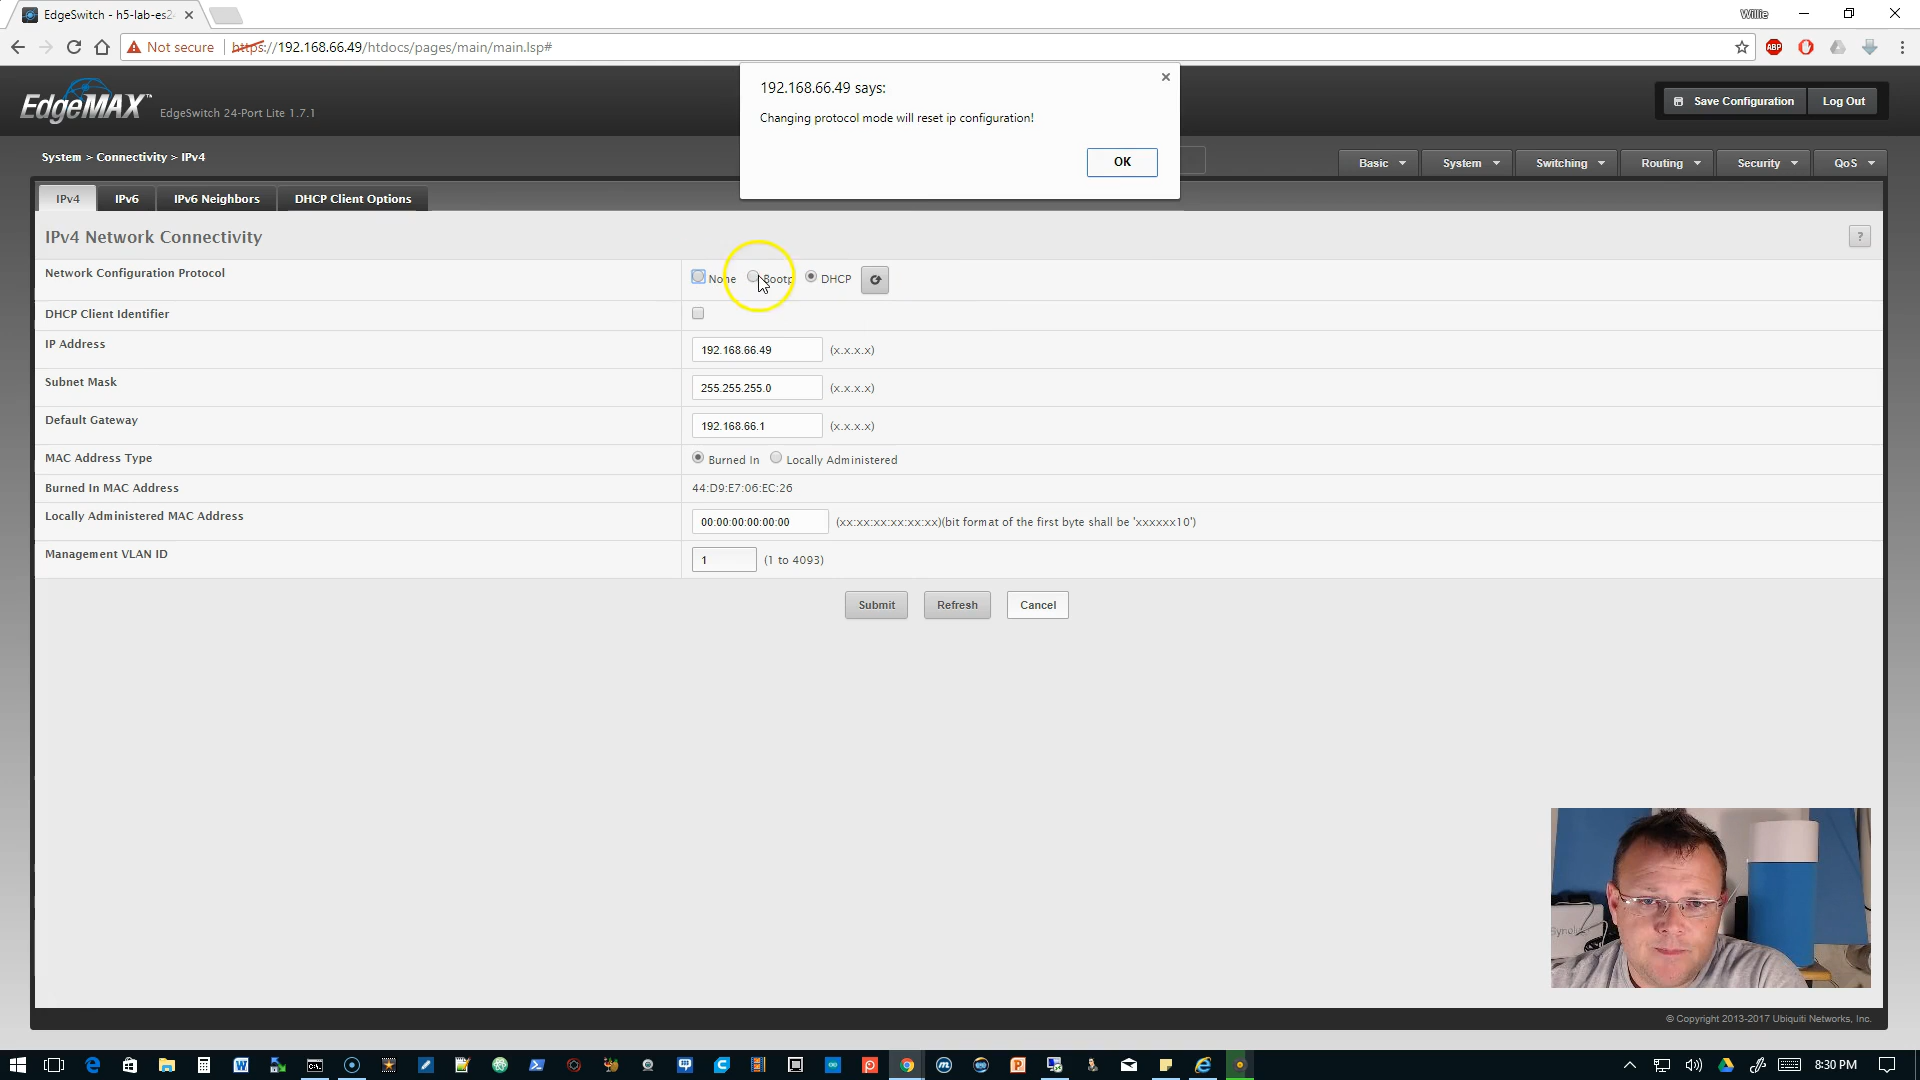 EdgeSwitch - h5-lab-es24
Willie
Not secure
https://192.168.66.49/htdocs/pages/main/main.lsp#
ABP
EdgeMAX™
EdgeSwitch 24-Port Lite 1.7.1
192.168.66.49 says:
Changing protocol mode will reset ip configuration!
OK
Save Configuration
Log Out
System > Connectivity > IPv4
Basic
System
Switching
Routing
Security
QoS
IPv4
IPv6
IPv6 Neighbors
DHCP Client Options
IPv4 Network Connectivity
?
Network Configuration Protocol
None Bootp DHCP
DHCP Client Identifier
IP Address
192.168.66.49 (x.x.x.x)
Subnet Mask
255.255.255.0 (x.x.x.x)
Default Gateway
192.168.66.1 (x.x.x.x)
MAC Address Type
Burned In Locally Administered
Burned In MAC Address
44:D9:E7:06:EC:26
Locally Administered MAC Address
00:00:00:00:00:00 (xx:xx:xx:xx:xx:xx)(bit format of the first byte shall be 'xxxxxx10')
Management VLAN ID
1 (1 to 4093)
Submit
Refresh
Cancel
© Copyright 2013-2017 Ubiquiti Networks, Inc.
8:30 PM